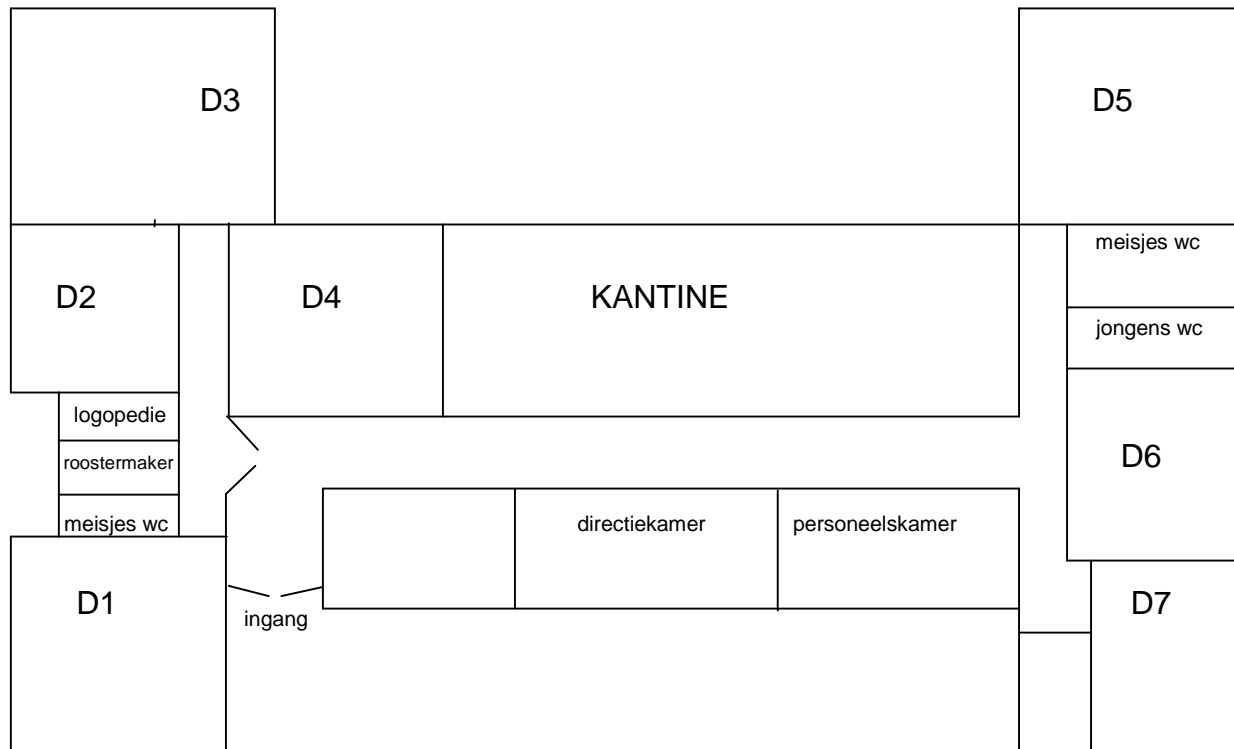 D3
D5
meisjes wc
D2
D4
KANTINE
jongens wc
logopedie
roostermaker
D6
meisjes wc
directiekamer
personeelskamer
D1
D7
ingang